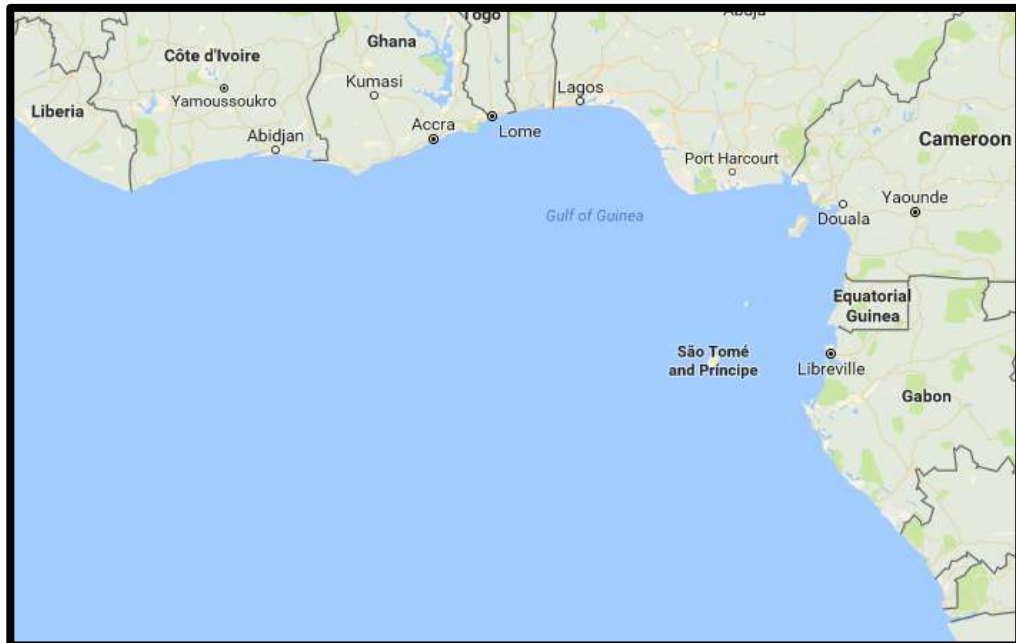 Togo
Abuja
Ghana
Côte d'Ivoire
Kumasi
Lagos
Yamoussoukro
Liberia
Accra
Lome
Abidjan
Cameroon
Port Harcourt
Yaounde
Gulf of Guinea
Douala
Equatorial
Guinea
São Tomé
and Príncipe
Libreville
Gabon